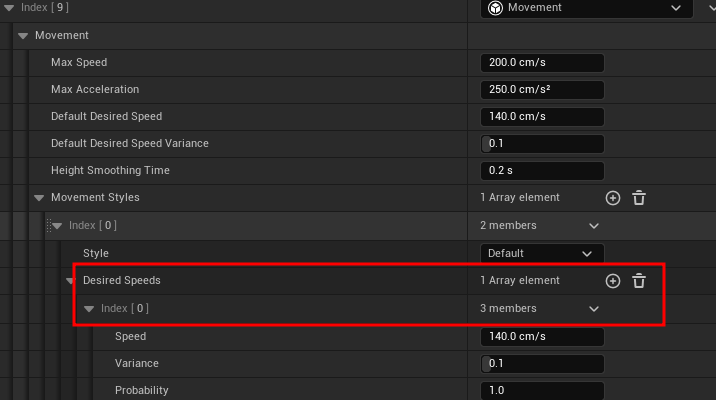 Index [ 9 ] Movement
Movement
Max Speed 200.0 cm/s
Max Acceleration 250.0 cm/s²
Default Desired Speed 140.0 cm/s
Default Desired Speed Variance 0.1
Height Smoothing Time 0.2 s
Movement Styles 1 Array element
Index [ 0 ] 2 members
Style Default
Desired Speeds 1 Array element
Index [ 0 ] 3 members
Speed 140.0 cm/s
Variance 0.1
Probability 1.0